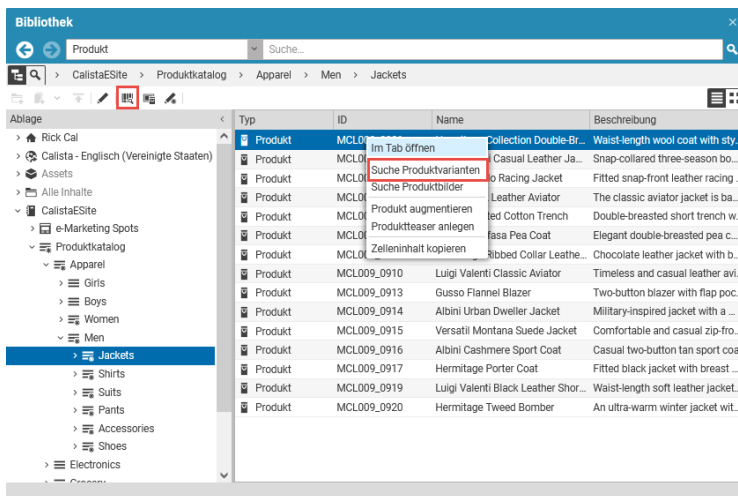 Bibliothek
Produkt
Suche...
> CalistaESite > Produktkatalog > Apparel > Men > Jackets
Ablage
Rick Cal
Calista - Englisch (Vereinigte Staaten)
Assets
Alle Inhalte
CalistaESite
e-Marketing Spots
Produktkatalog
Apparel
Girls
Boys
Women
Men
Jackets
Shirts
Suits
Pants
Accessories
Shoes
Electronics
Typ ID Name Beschreibung
Produkt Collection Double-Br... Waist-length wool coat with sty.
Produkt Casual Leather Ja... Snap-collared three-season bo...
Produkt Racing Jacket Fitted snap-front leather racing .
Produkt Leather Aviator The classic aviator jacket is ba..
Produkt Cotton Trench Double-breasted short trench w.
Produkt Pea Coat Elegant double-breasted pea c...
Produkt Ribbed Collar Leathe... Chocolate leather jacket with b..
Produkt MCL009_0910 Luigi Valenti Classic Aviator Timeless and casual leather avi.
Produkt MCL009_0913 Gusso Flannel Blazer Two-button blazer with flap poc.
Produkt MCL009_0914 Albini Urban Dweller Jacket Military-inspired jacket with a ...
Produkt MCL009_0915 Versatil Montana Suede Jacket Comfortable and casual zip-fro..
Produkt MCL009_0916 Albini Cashmere Sport Coat Casual two-button tan sport coa
Produkt MCL009_0917 Hermitage Porter Coat Fitted black jacket with breast ...
Produkt MCL009_0919 Luigi Valenti Black Leather Shor... Waist-length soft leather jacket.
Produkt MCL009_0920 Hermitage Tweed Bomber An ultra-warm winter jacket wit..
Im Tab öffnen
Suche Produktvarianten
Suche Produktbilder
Produkt augmentieren
Produktteaser anlegen
Zelleninhalt kopieren